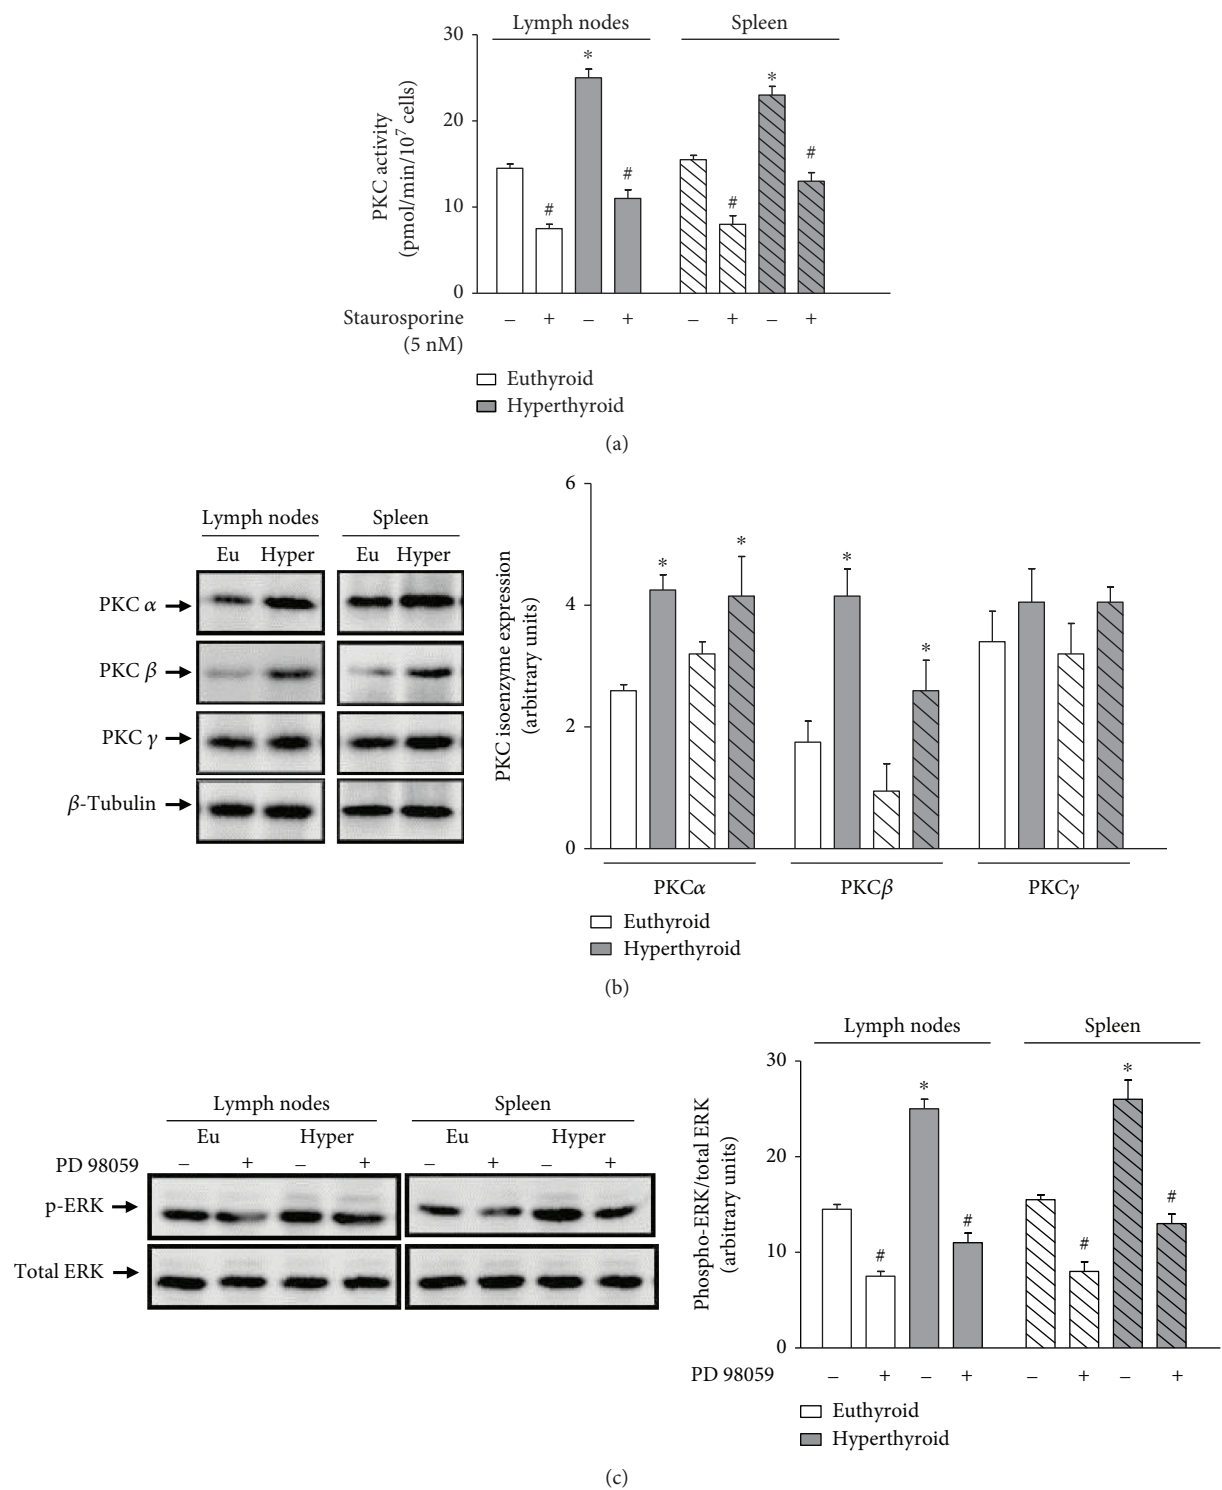 Lymph nodes Spleen
30
20
10
0
PKC activity
(pmol/min/10⁷ cells)
* * # # # #
Staurosporine
(5 nM)
– + – + – + – +
Euthyroid
Hyperthyroid
(a)
Lymph nodes Spleen
Eu Hyper Eu Hyper
PKC α
PKC β
PKC γ
β-Tubulin
6
4
2
0
PKC isoenzyme expression
(arbitrary units)
* * * *
PKCα PKCβ PKCγ
Euthyroid
Hyperthyroid
(b)
Lymph nodes Spleen
Eu Hyper Eu Hyper
PD 98059 – + – + – + – +
p-ERK
Total ERK
Lymph nodes Spleen
30
20
10
0
Phospho-ERK/total ERK
(arbitrary units)
* * # # # #
PD 98059 – + – + – + – +
Euthyroid
Hyperthyroid
(c)